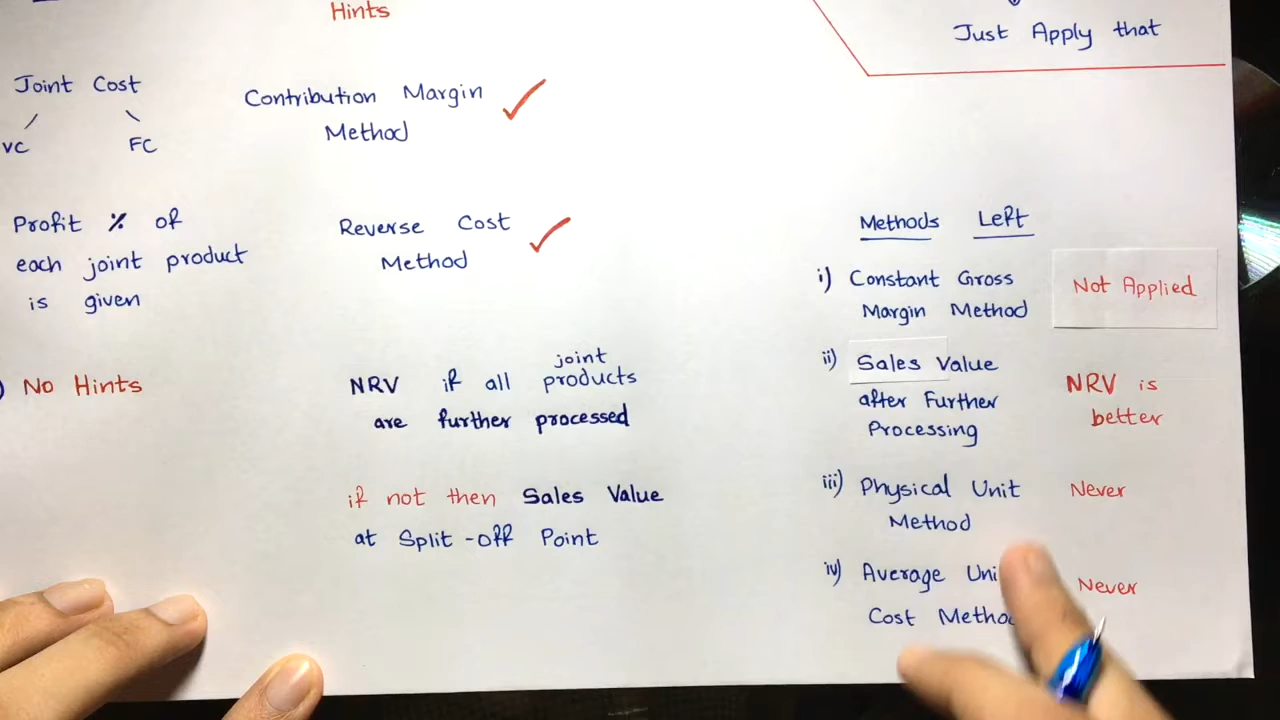 Hints
Just Apply that
Joint Cost
VC
FC
Contribution Margin
Method
Profit % of
each joint product
is given
Reverse Cost
Method
) No Hints
NRV if all joint products
are further processed
if not then Sales Value
at Split-off Point
Methods Left
i) Constant Gross
Margin Method
Not Applied
ii) Sales Value
after Further
Processing
NRV is
better
iii) Physical Unit
Method
Never
iv) Average
Cost
Never